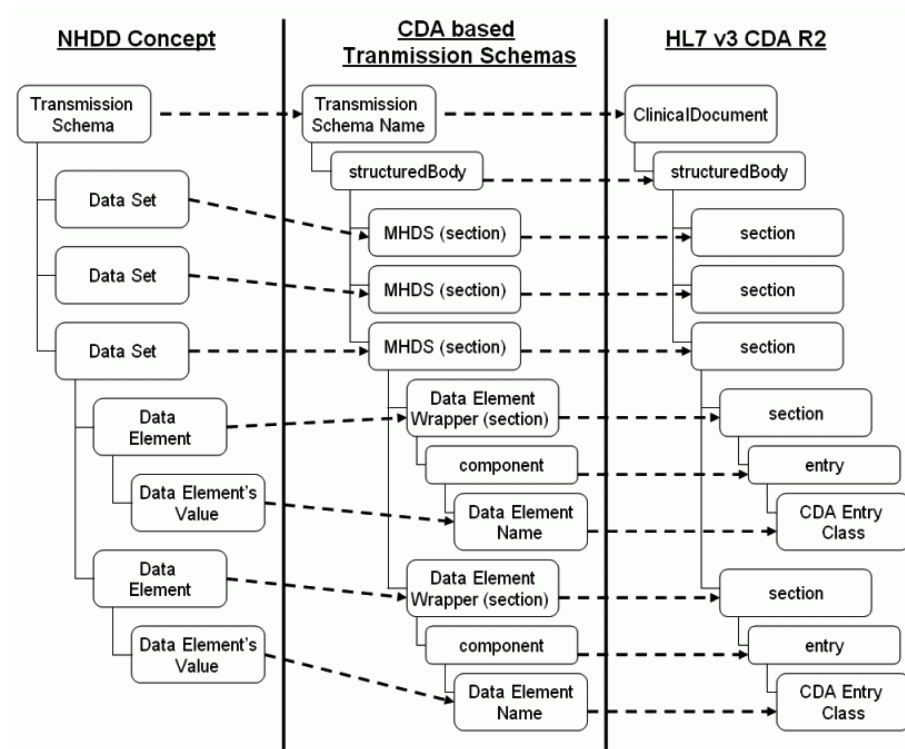 NHDD Concept
CDA based
Tranmission Schemas
HL7 v3 CDA R2
Transmission
Schema
Transmission
Schema Name
ClinicalDocument
structuredBody
structuredBody
Data Set
MHDS (section)
section
Data Set
MHDS (section)
section
Data Set
MHDS (section)
section
Data
Element
Data Element
Wrapper (section)
section
component
entry
Data Element's
Value
Data Element
Name
CDA Entry
Class
Data
Element
Data Element
Wrapper (section)
section
Data Element's
Value
component
entry
Data Element
Name
CDA Entry
Class